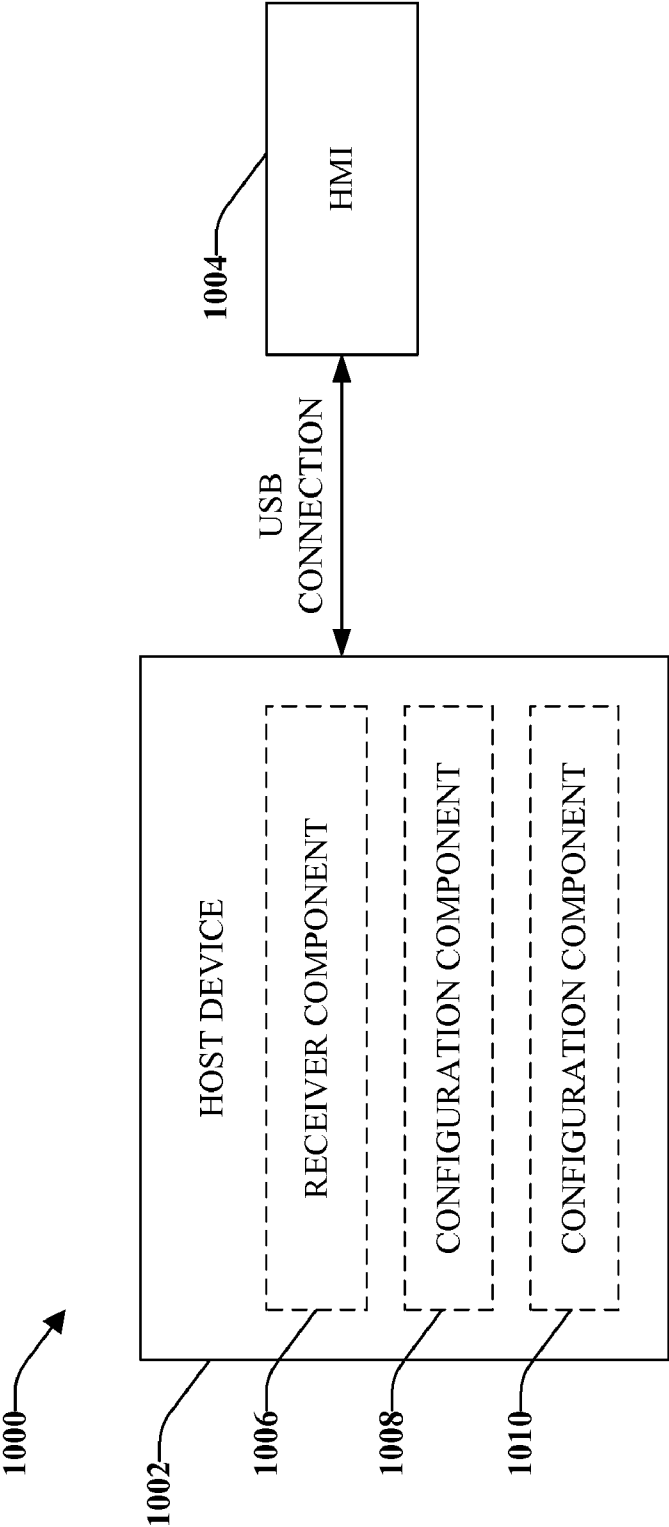 1000
1002
HOST DEVICE
1006
RECEIVER COMPONENT
1008
CONFIGURATION COMPONENT
1010
CONFIGURATION COMPONENT
USB
CONNECTION
1004
HMI